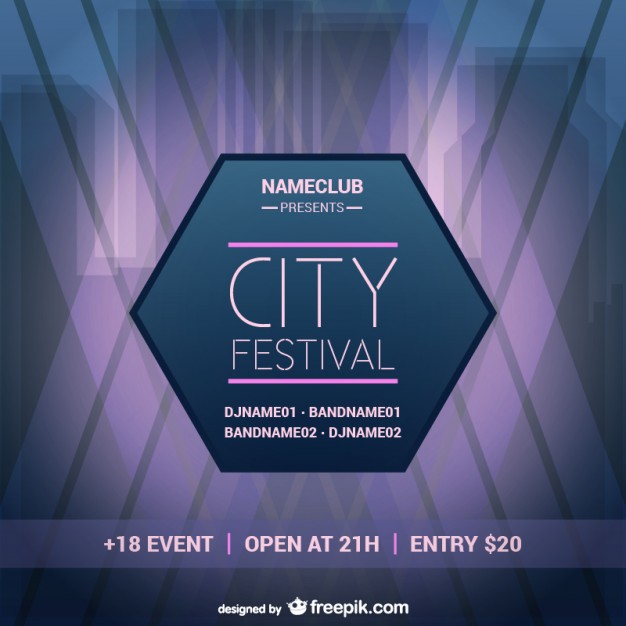 NAMECLUB
PRESENTS
CITY
FESTIVAL
DJNAME01 · BANDNAME01
BANDNAME02 · DJNAME02
+18 EVENT | OPEN AT 21H | ENTRY $20
designed by freepik.com